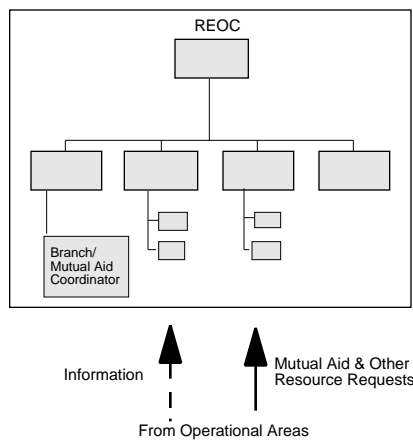 REOC
Branch/
Mutual Aid
Coordinator
Information
Mutual Aid & Other
Resource Requests
From Operational Areas